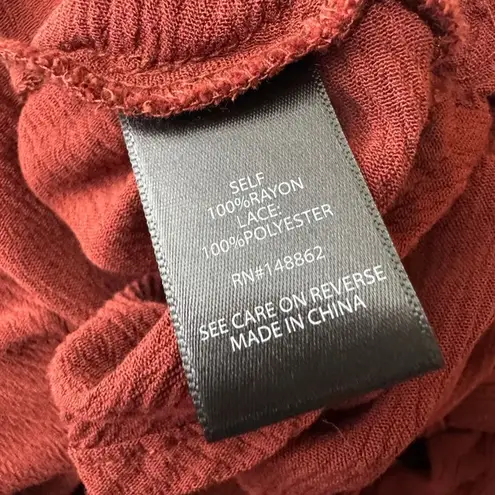 SELF
100%RAYON
LACE:
100%POLYESTER
RN#148862
SEE CARE ON REVERSE
MADE IN CHINA